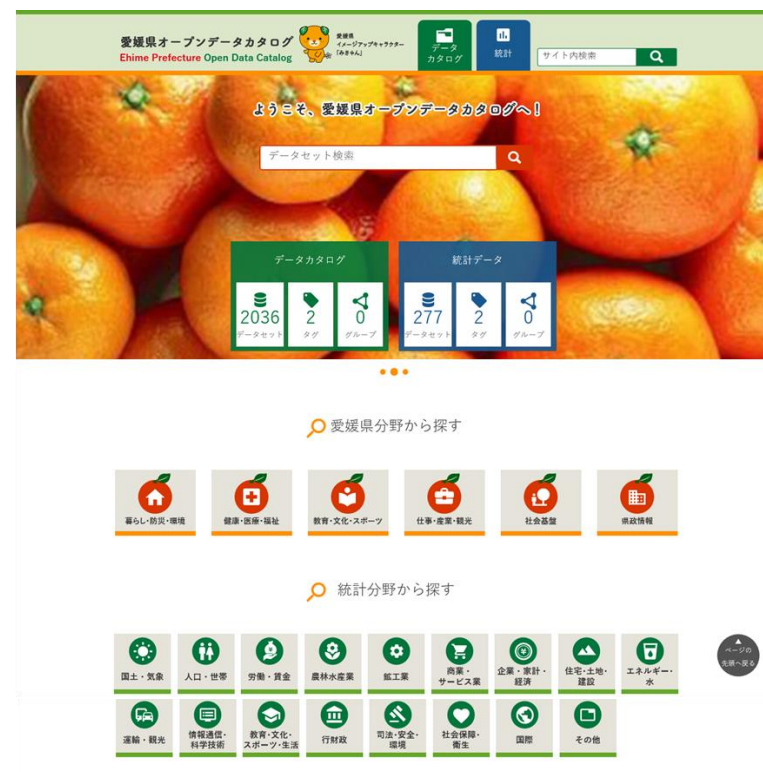 愛媛県オープンデータカタログ
Ehime Prefecture Open Data Catalog
愛媛県
イメージアップキャラクター
「みきゃん」
データ
カタログ
統計
サイト内検索
ようこそ、愛媛県オープンデータカタログへ！
データセット検索
データカタログ
2036
データセット
2
タグ
0
グループ
統計データ
277
データセット
2
タグ
0
グループ
愛媛県分野から探す
暮らし・防災・環境
健康・医療・福祉
教育・文化・スポーツ
仕事・産業・観光
社会基盤
県政情報
統計分野から探す
国土・気象
人口・世帯
労働・賃金
農林水産業
鉱工業
商業・
サービス業
企業・家計・
経済
住宅・土地・
建設
エネルギー・
水
運輸・観光
情報通信・
科学技術
教育・文化・
スポーツ・生活
行財政
司法・安全・
環境
社会保障・
衛生
国際
その他
ページの
先頭へ戻る